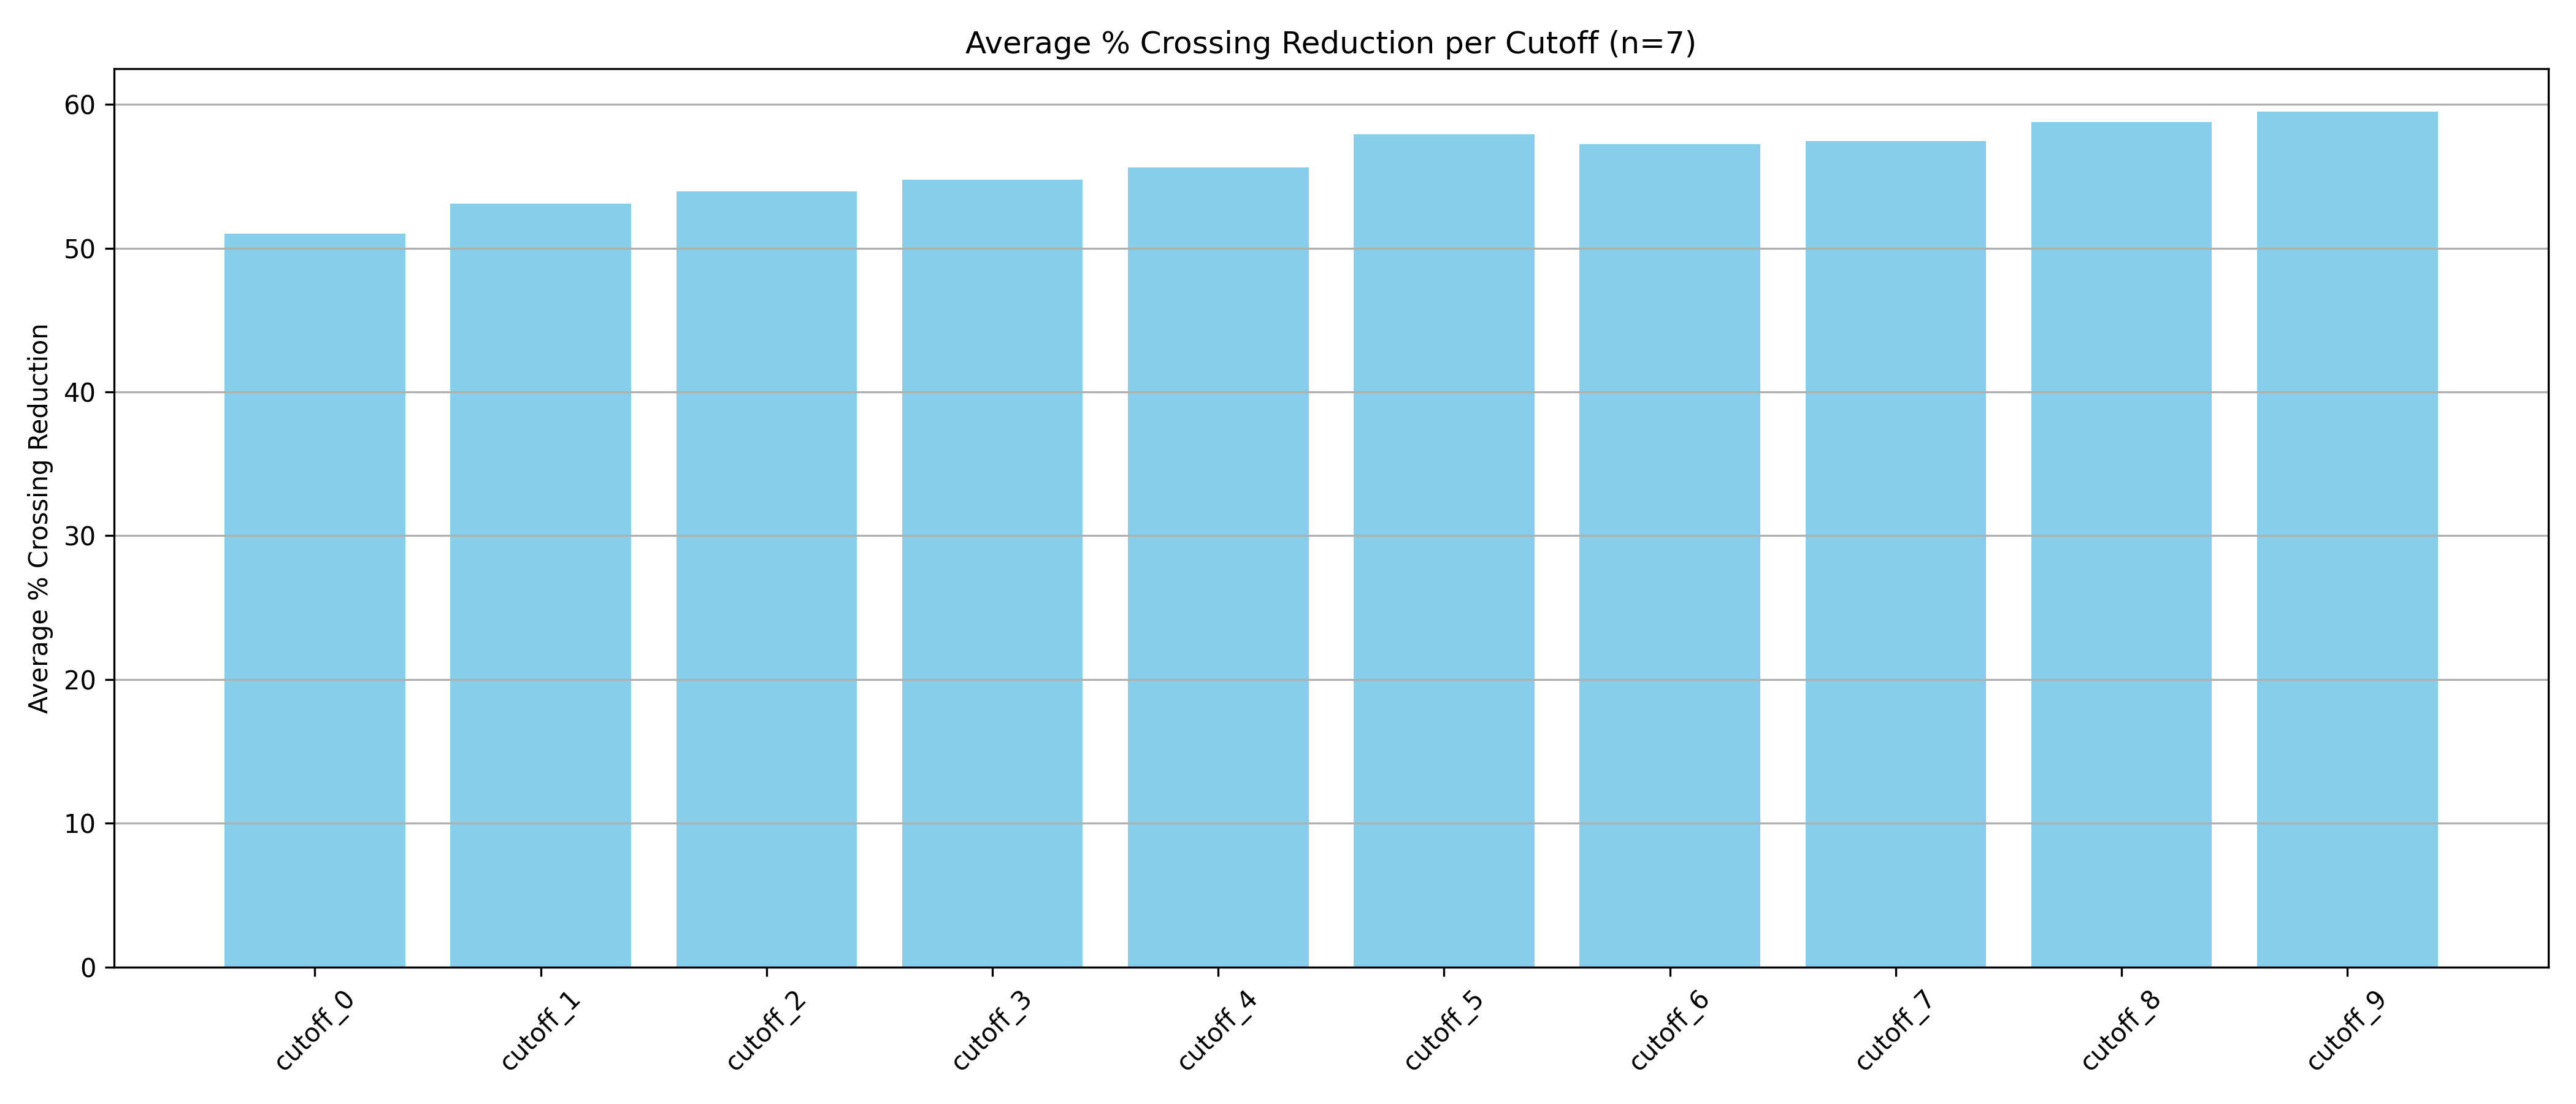 Average % Crossing Reduction per Cutoff (n=7)
Average % Crossing Reduction
60
50
40
30
20
10
0
cutoff_0
cutoff_1
cutoff_2
cutoff_3
cutoff_4
cutoff_5
cutoff_6
cutoff_7
cutoff_8
cutoff_9